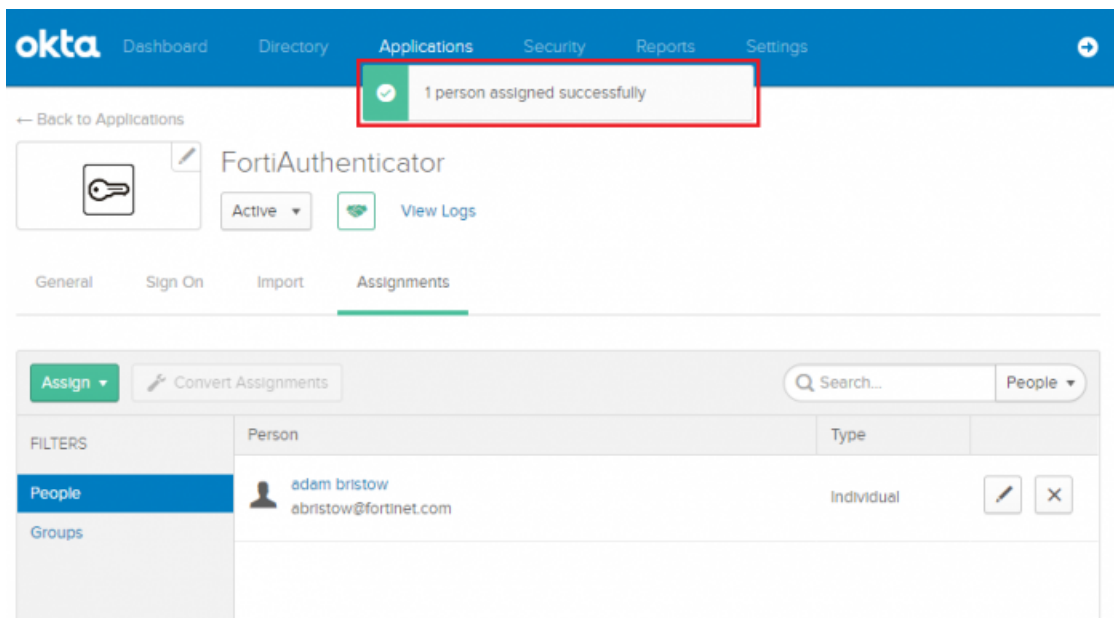 okta Dashboard Directory Applications Security Reports Settings
1 person assigned successfully
← Back to Applications
FortiAuthenticator
Active View Logs
General Sign On Import Assignments
Assign Convert Assignments Search... People
FILTERS Person Type
People adam bristow Individual
abristow@fortinet.com
Groups